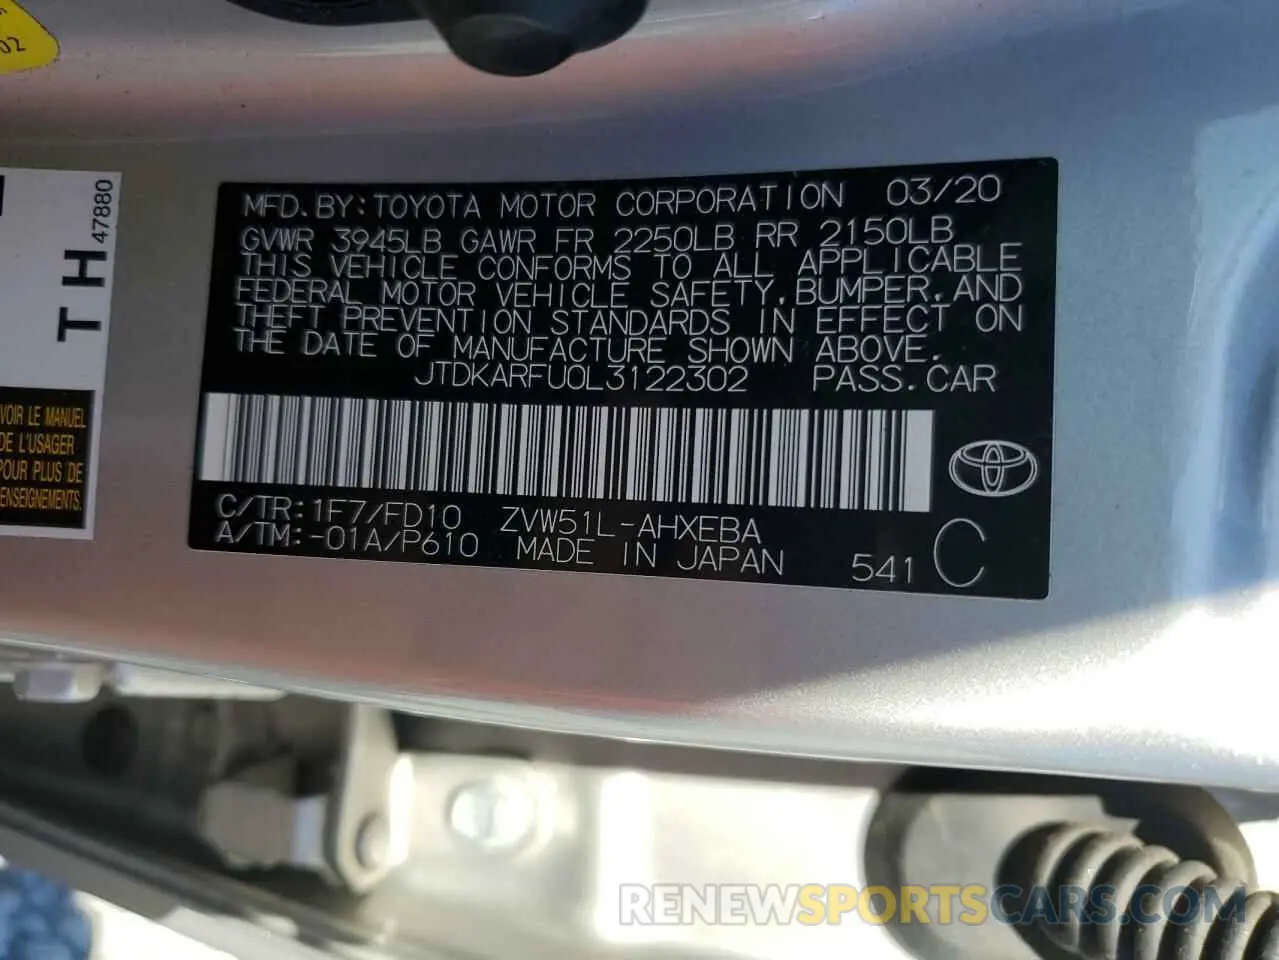 02
47880
T H
VOIR LE MANUEL
DE L'USAGER
POUR PLUS DE
MFD. BY: TOYOTA MOTOR CORPORATION 03/20
GVWR 3945LB GAWR FR 2250LB RR 2150LB
THIS VEHICLE CONFORMS TO ALL APPLICABLE
FEDERAL MOTOR VEHICLE SAFETY, BUMPER, AND
THEFT PREVENTION STANDARDS IN EFFECT ON
THE DATE OF MANUFACTURE SHOWN ABOVE.
JTDKARFU0L3122302 PASS. CAR
C/TR: 1F7/FD10 ZVW51L-AHXEBA
A/TM: -01A/P610 MADE IN JAPAN 541 C
RENEWSPORTSCARS.COM